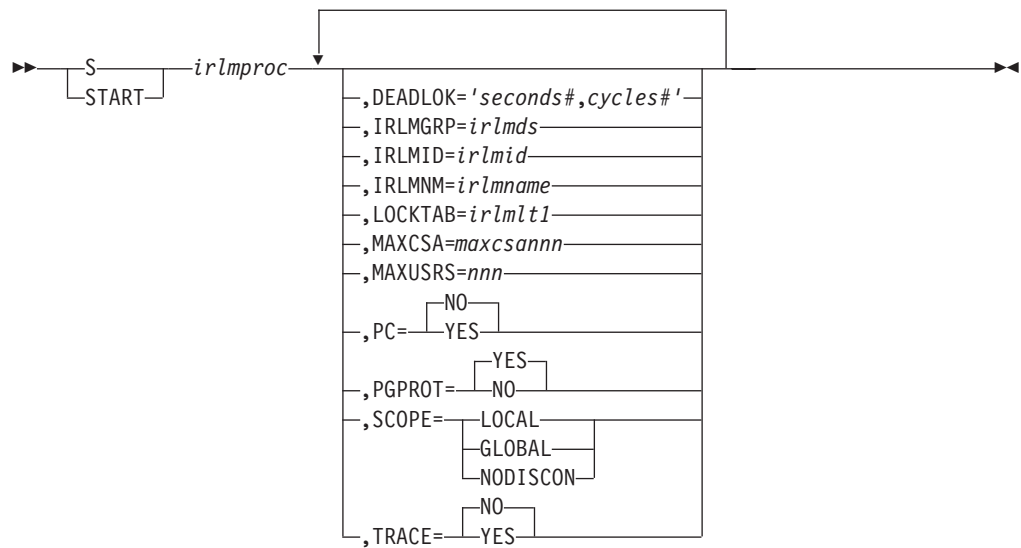 S irlmproc
START
,DEADLOK='seconds#,cycles#'
,IRLMGRP=irlmds
,IRLMID=irlmid
,IRLMNM=irlmname
,LOCKTAB=irlmlt1
,MAXCSA=maxcsannn
,MAXUSRS=nnn
NO
,PC= YES
YES
,PGPROT= NO
,SCOPE= LOCAL
GLOBAL
NODISCON
NO
,TRACE= YES